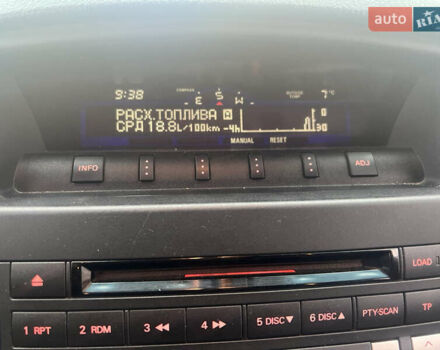 auto RIA
COMPASS OUTSIDE TEMP.
9:38 E S W 7°C
РАСХ.ТОПЛИВА A 0
СРД 18.8L/100km -4h 30
MANUAL RESET
INFO ADJ
LOAD
1 RPT 2 RDM 3 ◀◀ 4 ▶▶ 5 DISC▼ 6 DISC▲ PTY·SCAN TP